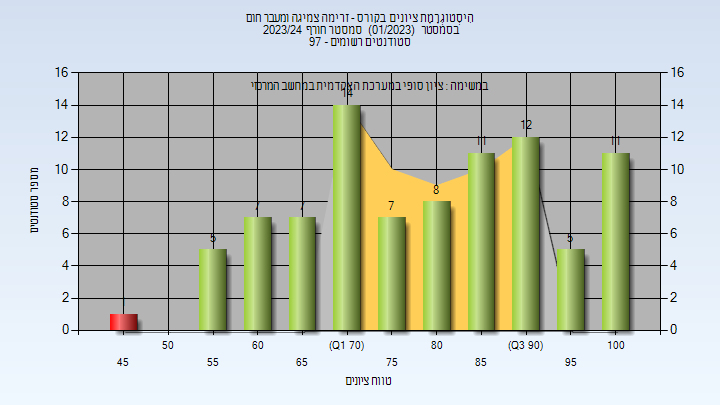 היסטוגרמת ציונים בקורס - זרימה צמיגה ומעבר חום
בסמסטר (01/2023) סמסטר חורף 2023/24
סטודנטים רשומים - 97
במשימה : ציון סופי במערכת האקדמית במחשב המרכזי
מספר סטודנטים
16 14 12 10 8 6 4 2 0
16 14 12 10 8 6 4 2 0
5 7 7 14 7 8 11 12 5 11
50 60 (Q1 70) 80 (Q3 90) 100
45 55 65 75 85 95
טווח ציונים